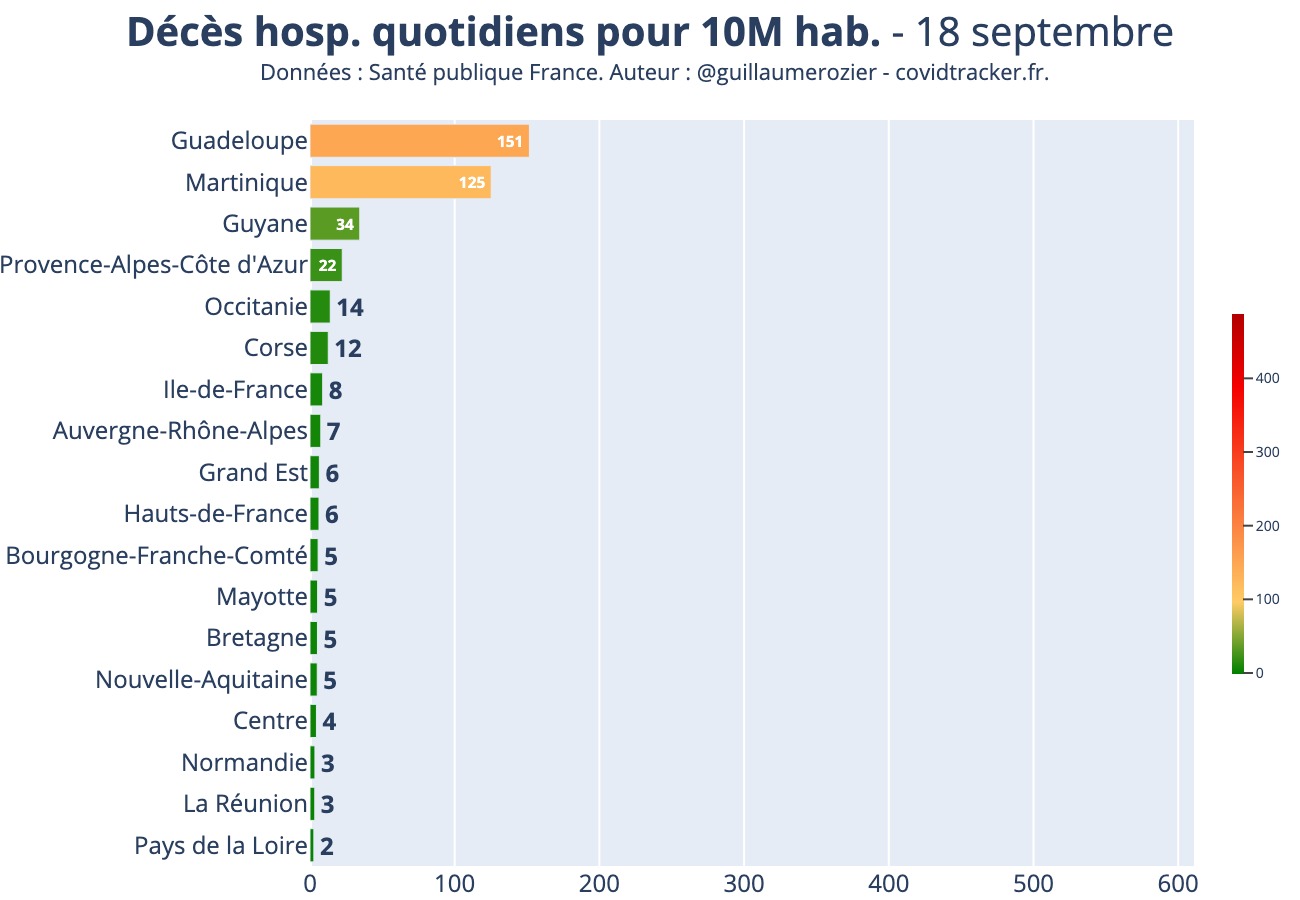 Décès hosp. quotidiens pour 10M hab. - 18 septembre
Données : Santé publique France. Auteur : @guillaumerozier - covidtracker.fr.
Guadeloupe 151
Martinique 125
Guyane 34
Provence-Alpes-Côte d'Azur 22
Occitanie 14
Corse 12
Ile-de-France 8
Auvergne-Rhône-Alpes 7
Grand Est 6
Hauts-de-France 6
Bourgogne-Franche-Comté 5
Mayotte 5
Bretagne 5
Nouvelle-Aquitaine 5
Centre 4
Normandie 3
La Réunion 3
Pays de la Loire 2
0 100 200 300 400 500 600
400
300
200
100
0